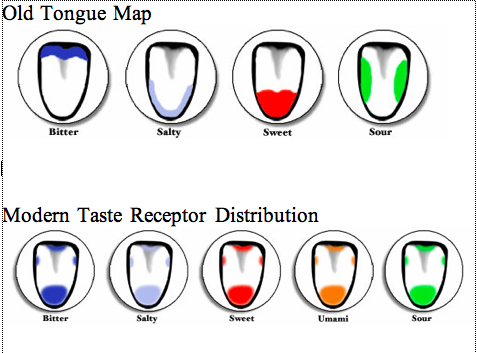 Old Tongue Map
Bitter Salty Sweet Sour
Modern Taste Receptor Distribution
Bitter Salty Sweet Umami Sour